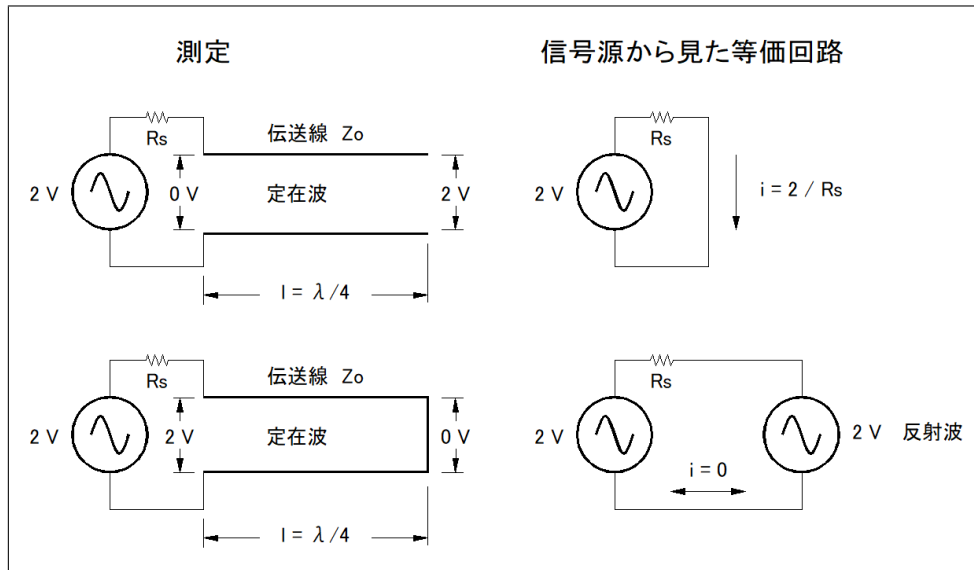 測定
信号源から見た等価回路
Rs
伝送線 Zo
2 V
0 V
定在波
2 V
l = λ/4
Rs
2 V
i = 2 / Rs
Rs
伝送線 Zo
2 V
2 V
定在波
0 V
l = λ/4
Rs
2 V
2 V 反射波
i = 0